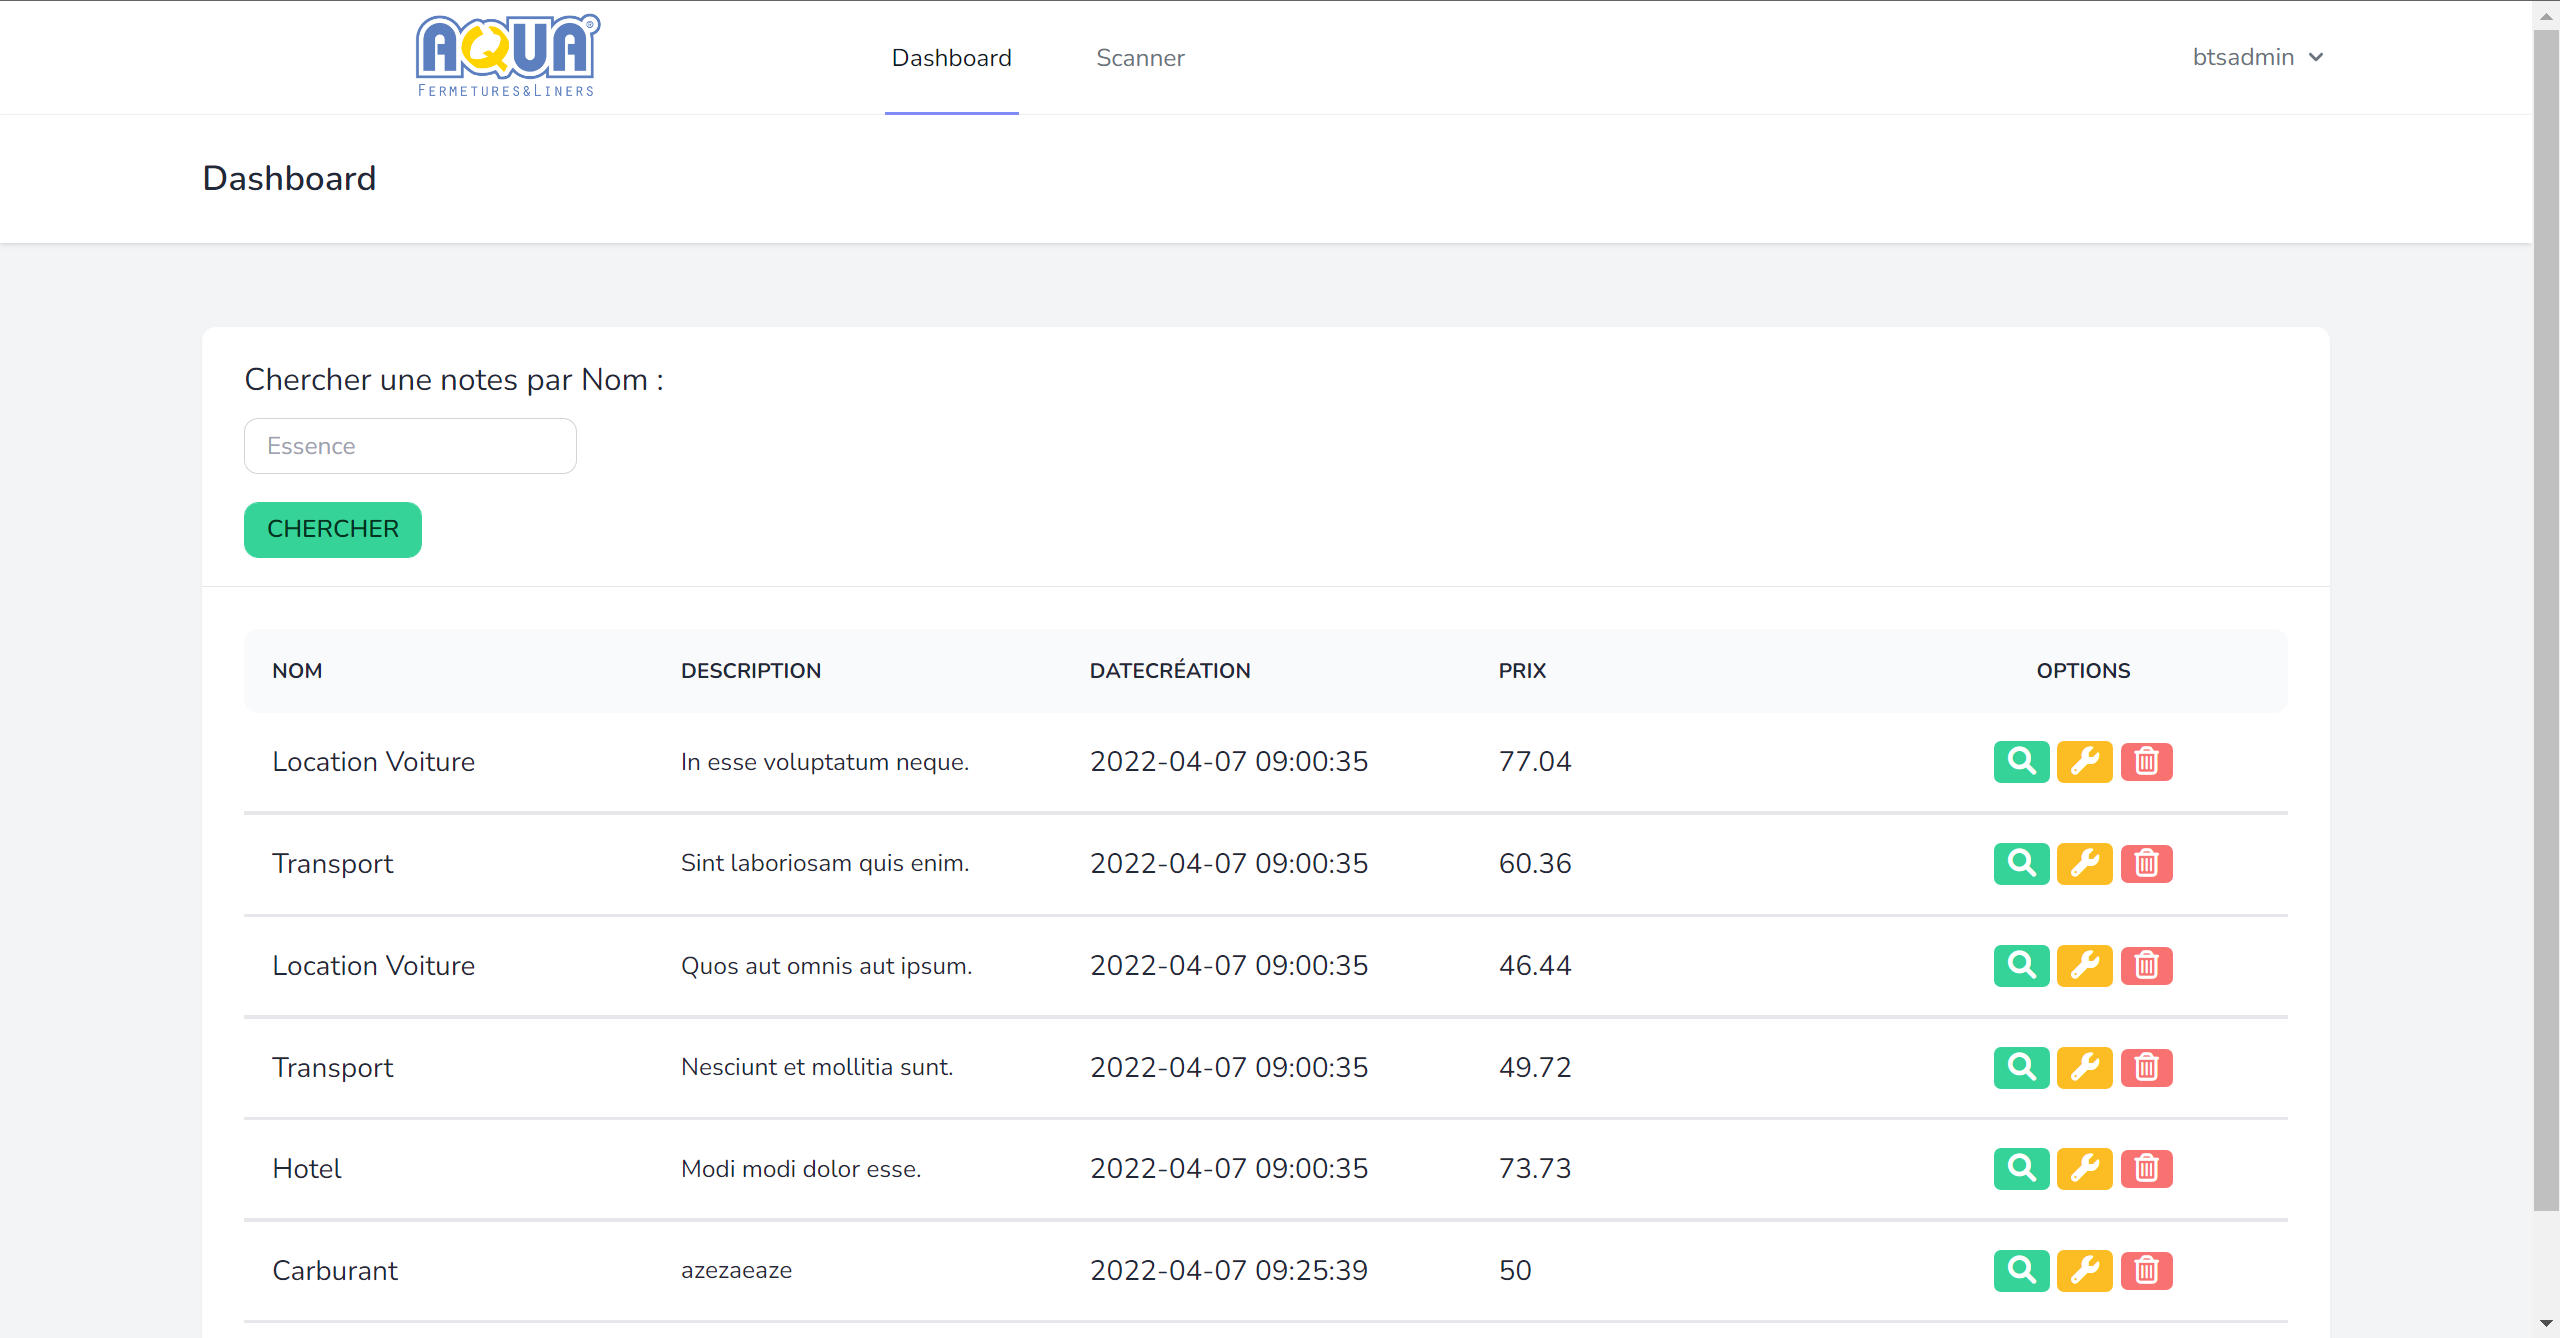 AQUA®
FERMETURES&LINERS
Dashboard
Scanner
btsadmin
Dashboard
Chercher une notes par Nom :
Essence
CHERCHER
NOM DESCRIPTION DATECRÉATION PRIX OPTIONS
Location Voiture In esse voluptatum neque. 2022-04-07 09:00:35 77.04
Transport Sint laboriosam quis enim. 2022-04-07 09:00:35 60.36
Location Voiture Quos aut omnis aut ipsum. 2022-04-07 09:00:35 46.44
Transport Nesciunt et mollitia sunt. 2022-04-07 09:00:35 49.72
Hotel Modi modi dolor esse. 2022-04-07 09:00:35 73.73
Carburant azezaeaze 2022-04-07 09:25:39 50